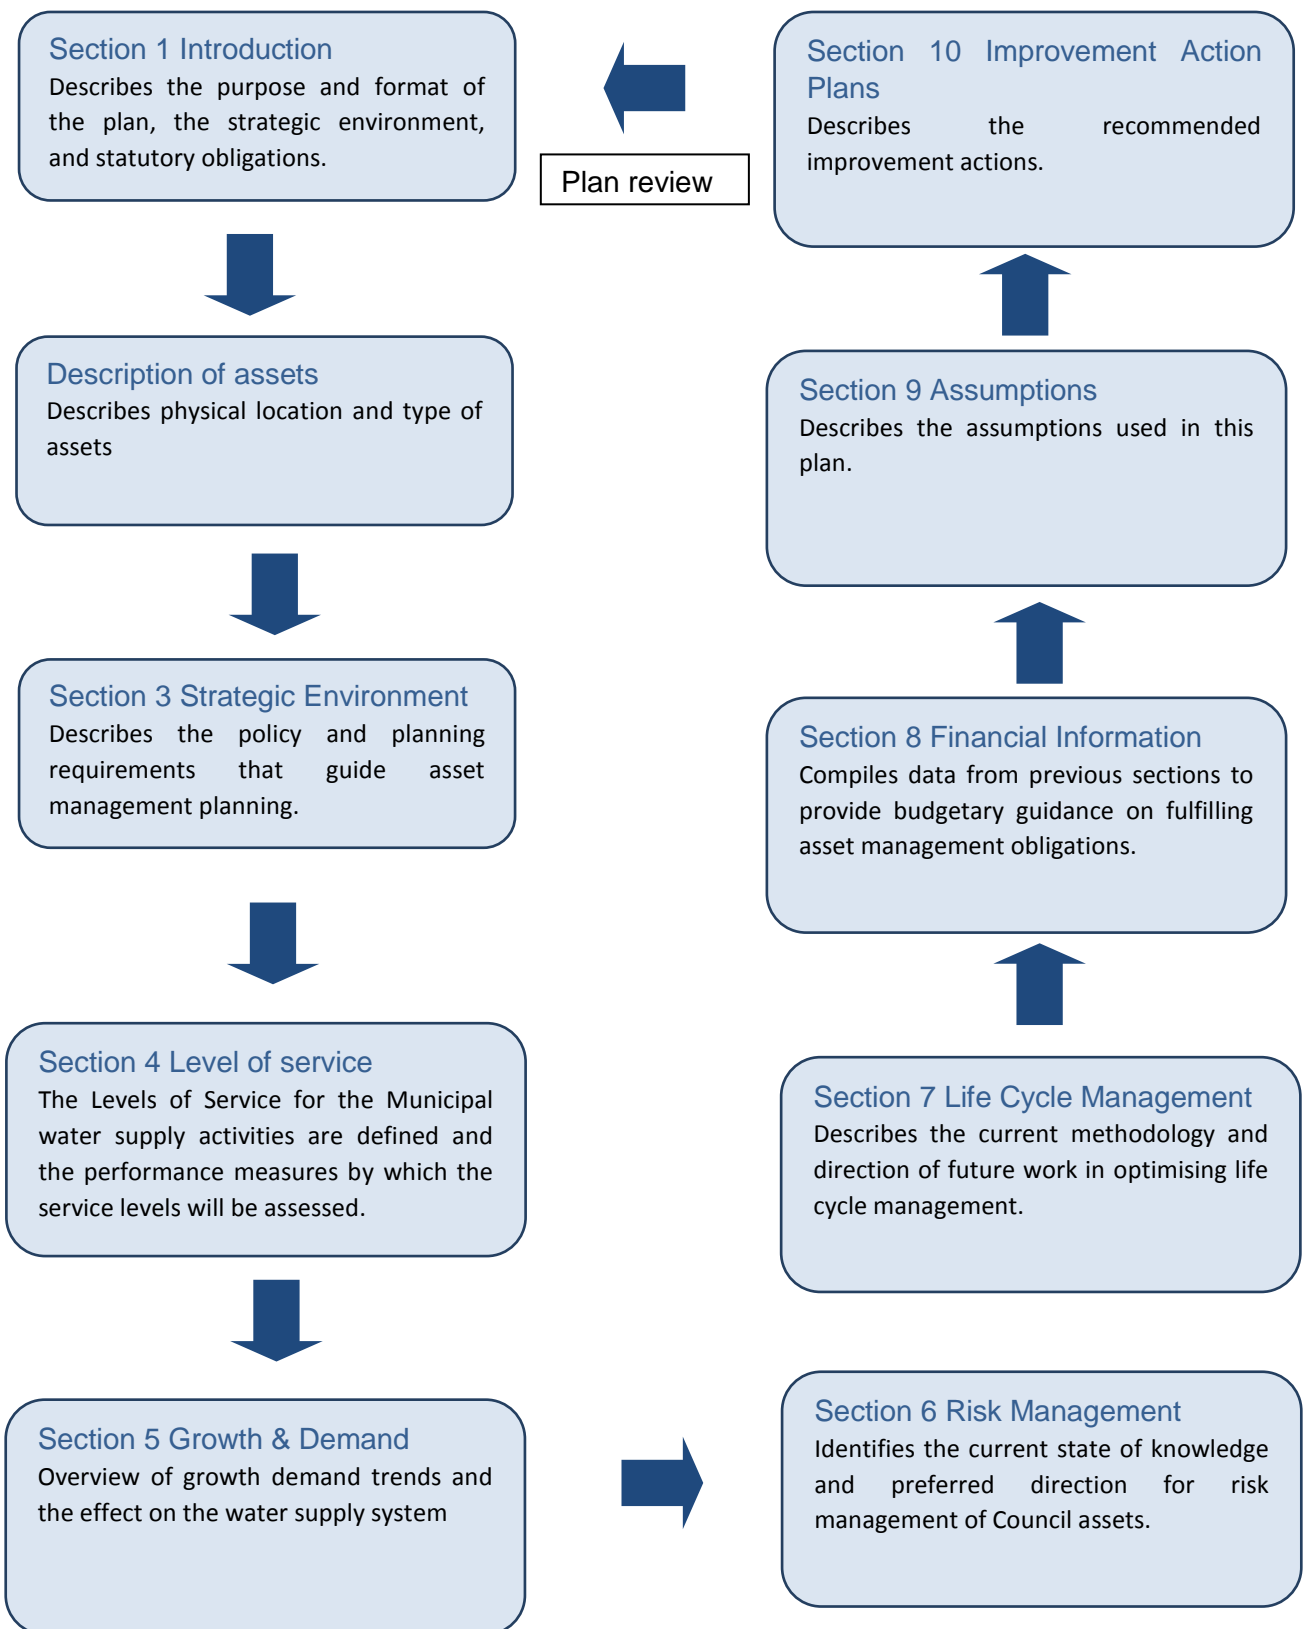 Section 1 Introduction
Describes the purpose and format of
the plan, the strategic environment,
and statutory obligations.
Description of assets
Describes physical location and type of
assets
Section 3 Strategic Environment
Describes the policy and planning
requirements that guide asset
management planning.
Section 4 Level of service
The Levels of Service for the Municipal
water supply activities are defined and
the performance measures by which the
service levels will be assessed.
Section 5 Growth & Demand
Overview of growth demand trends and
the effect on the water supply system
Section 6 Risk Management
Identifies the current state of knowledge
and preferred direction for risk
management of Council assets.
Section 7 Life Cycle Management
Describes the current methodology and
direction of future work in optimising life
cycle management.
Section 8 Financial Information
Compiles data from previous sections to
provide budgetary guidance on fulfilling
asset management obligations.
Section 9 Assumptions
Describes the assumptions used in this
plan.
Section 10 Improvement Action
Plans
Describes the recommended
improvement actions.
Plan review